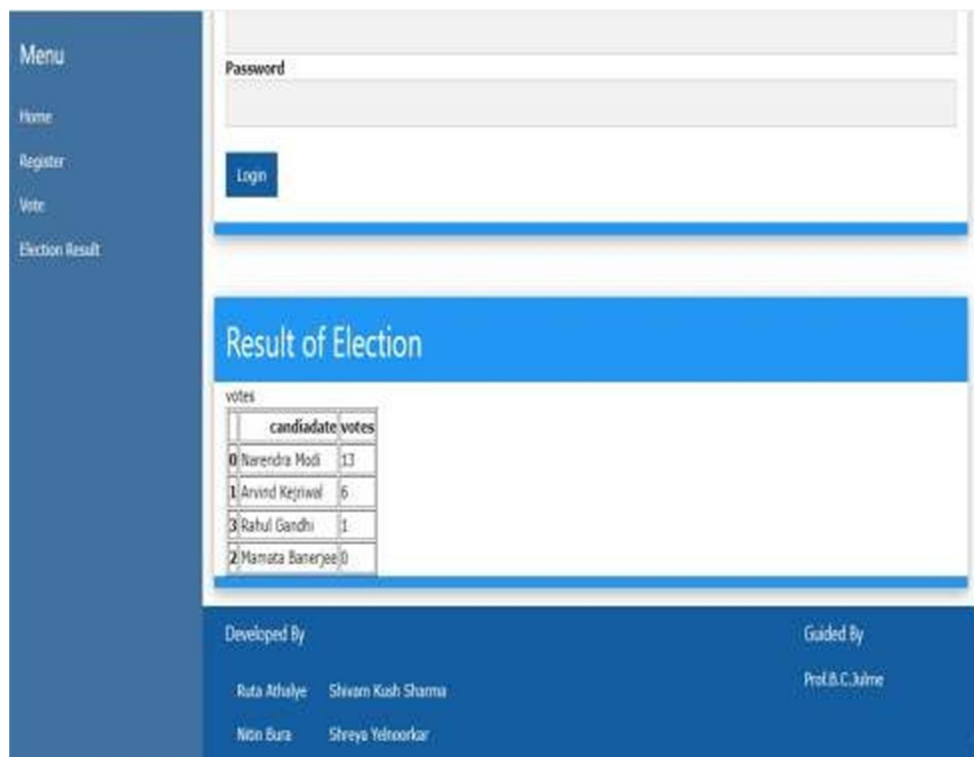 Menu
Home
Register
Vote
Election Result
Password
Login
Result of Election
votes
candiadate votes
0 Narendra Modi 13
1 Arvind Kejriwal 6
3 Rahul Gandhi 1
2 Mamata Banerjee 0
Developed By
Ruta Athalye Shivam Kush Sharma
Nitin Bura Shreya Yelnoorkar
Guided By
Prof.B.C.Julme